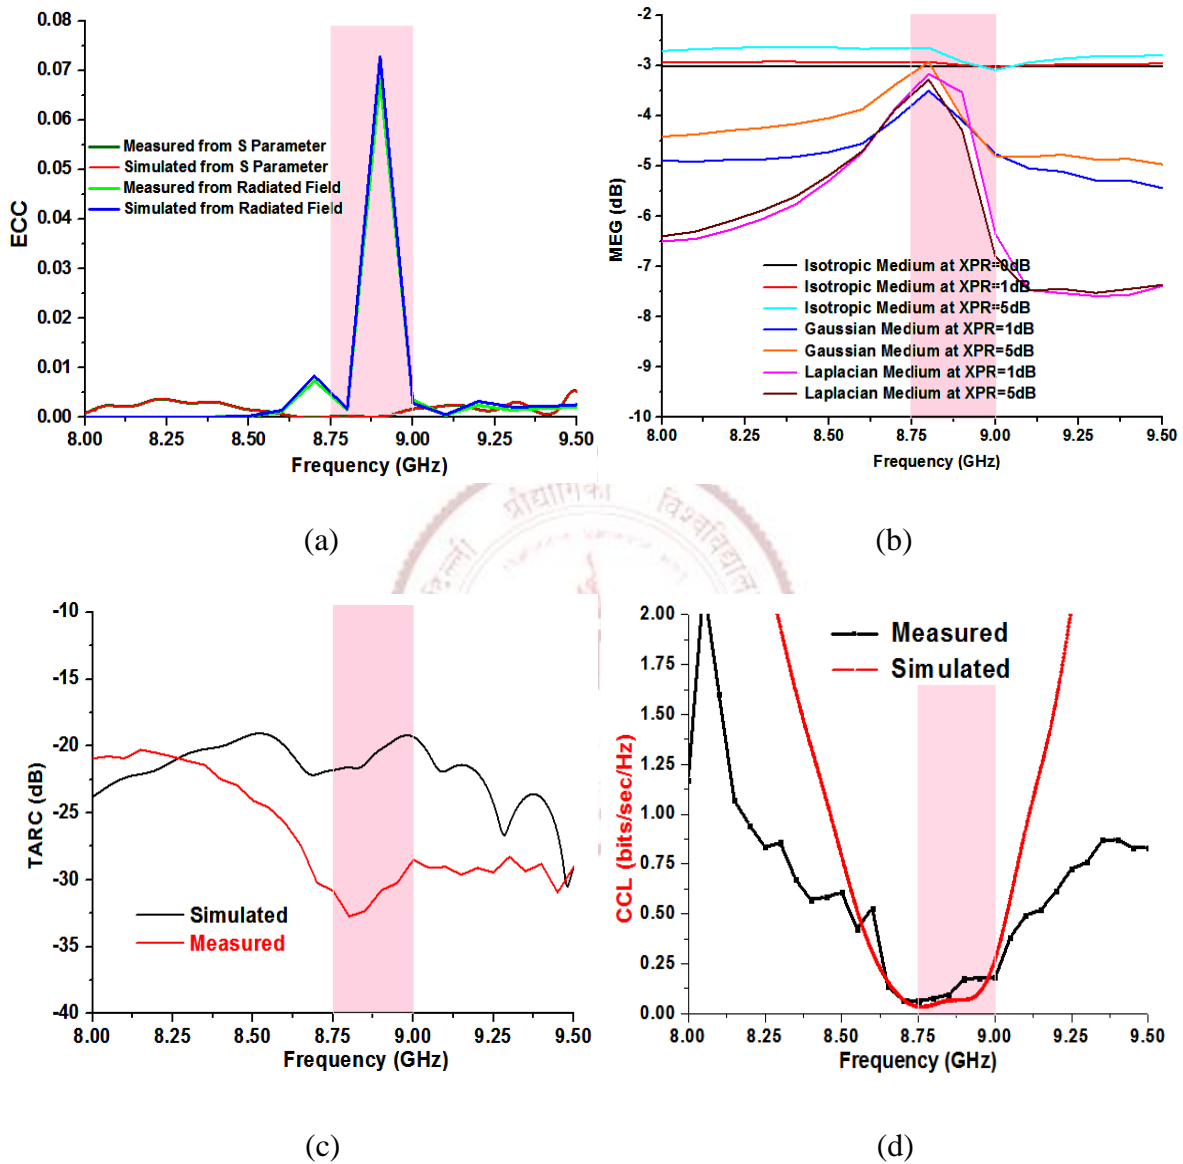 0.08
0.07
0.06
0.05
0.04
0.03
0.02
0.01
0.00
ECC
Measured from S Parameter
Simulated from S Parameter
Measured from Radiated Field
Simulated from Radiated Field
8.00 8.25 8.50 8.75 9.00 9.25 9.50
Frequency (GHz)
(a)
-2
-3
-4
-5
-6
-7
-8
-9
-10
MEG (dB)
Isotropic Medium at XPR=0dB
Isotropic Medium at XPR=1dB
Isotropic Medium at XPR=5dB
Gaussian Medium at XPR=1dB
Gaussian Medium at XPR=5dB
Laplacian Medium at XPR=1dB
Laplacian Medium at XPR=5dB
8.00 8.25 8.50 8.75 9.00 9.25 9.50
Frequency (GHz)
(b)
प्रौद्योगिकी
-10
-15
-20
-25
-30
-35
-40
TARC (dB)
Simulated
Measured
8.00 8.25 8.50 8.75 9.00 9.25 9.50
Frequency (GHz)
(c)
2.00
1.75
1.50
1.25
1.00
0.75
0.50
0.25
0.00
CCL (bits/sec/Hz)
Measured
Simulated
8.00 8.25 8.50 8.75 9.00 9.25 9.50
Frequency (GHz)
(d)